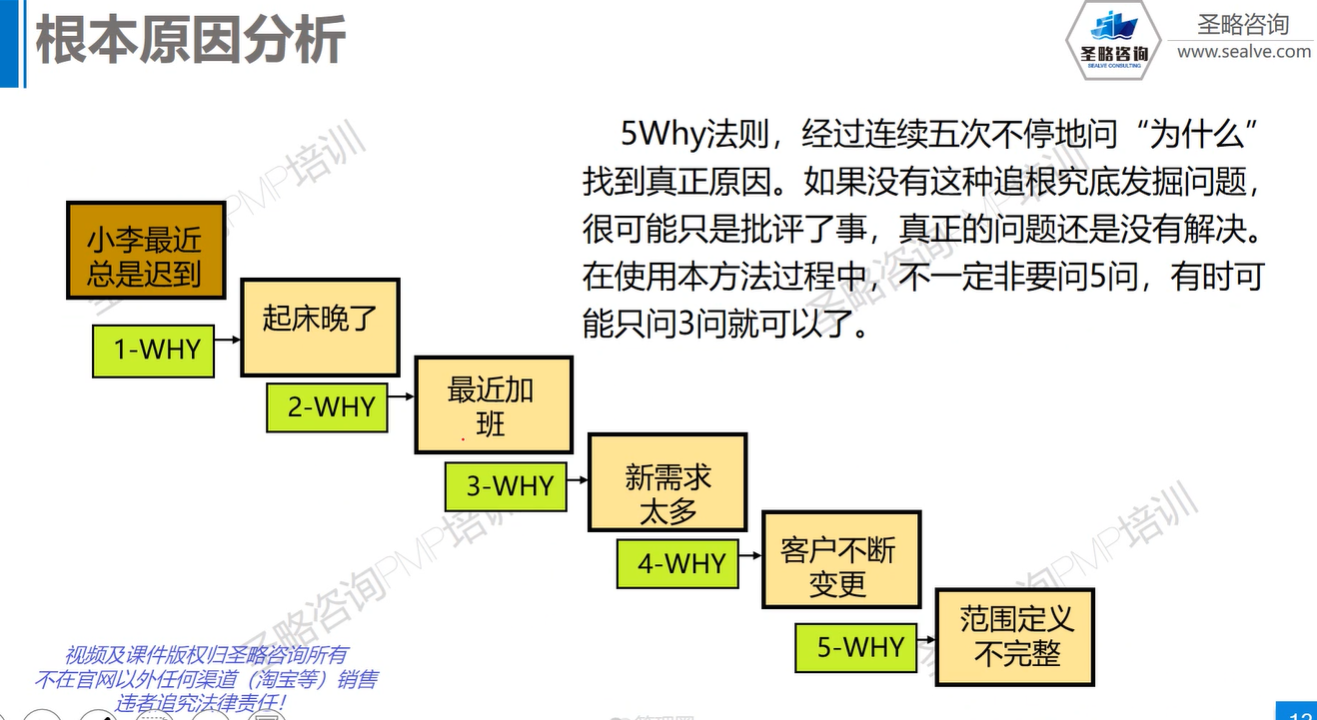 根本原因分析
圣略咨询
SEALVE CONSULTING
圣略咨询
www.sealve.com
5Why法则，经过连续五次不停地问“为什么”
找到真正原因。如果没有这种追根究底发掘问题，
很可能只是批评了事，真正的问题还是没有解决。
在使用本方法过程中，不一定非要问5问，有时可
能只问3问就可以了。
小李最近
总是迟到
1-WHY
起床晚了
2-WHY
最近加
班
3-WHY
新需求
太多
4-WHY
客户不断
变更
5-WHY
范围定义
不完整
圣略咨询PMP培训
视频及课件版权归圣略咨询所有
不在官网以外任何渠道（淘宝等）销售
违者追究法律责任！